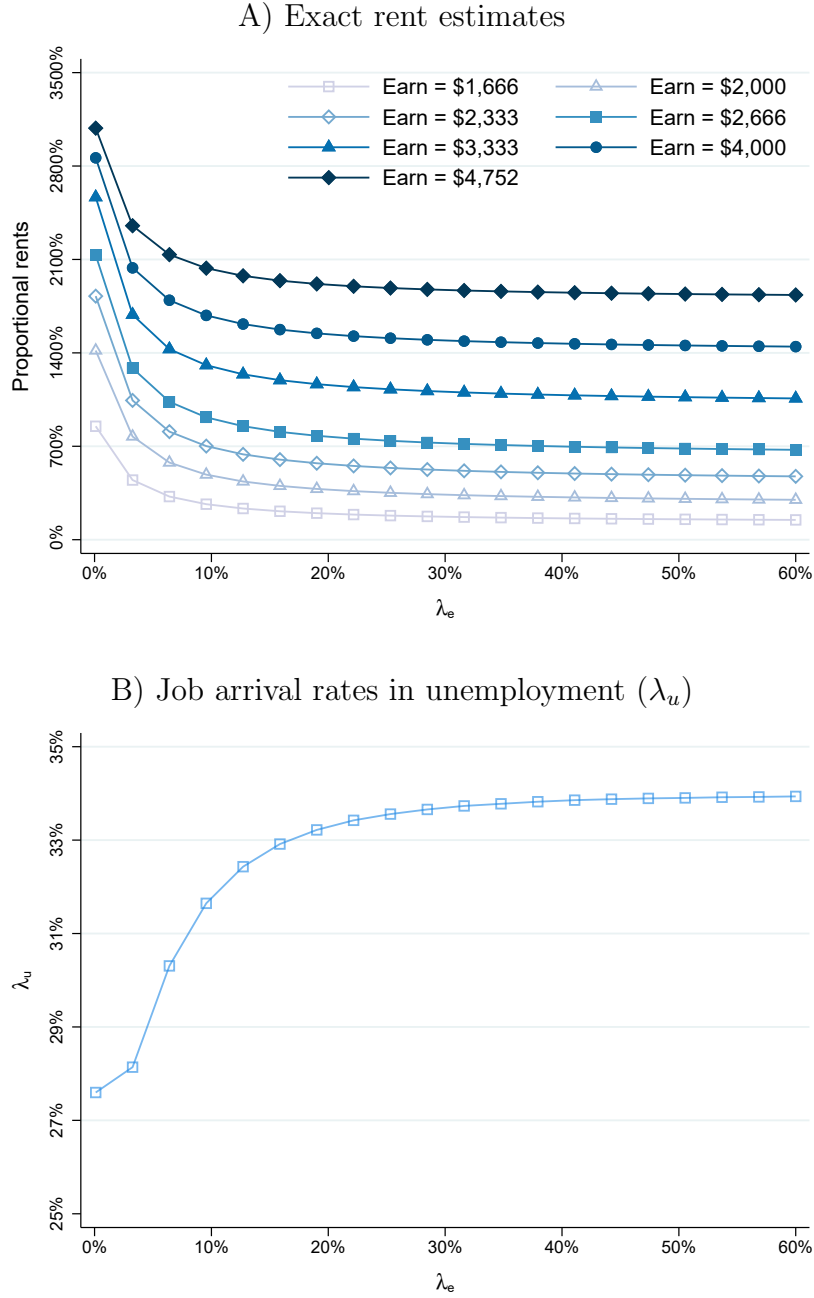 A) Exact rent estimates
3500%
2800%
2100%
1400%
700%
0%
Proportional rents
Earn = $1,666 Earn = $2,000
Earn = $2,333 Earn = $2,666
Earn = $3,333 Earn = $4,000
Earn = $4,752
0% 10% 20% 30% 40% 50% 60%
λe
B) Job arrival rates in unemployment (λu)
35%
33%
31%
29%
27%
25%
λu
0% 10% 20% 30% 40% 50% 60%
λe